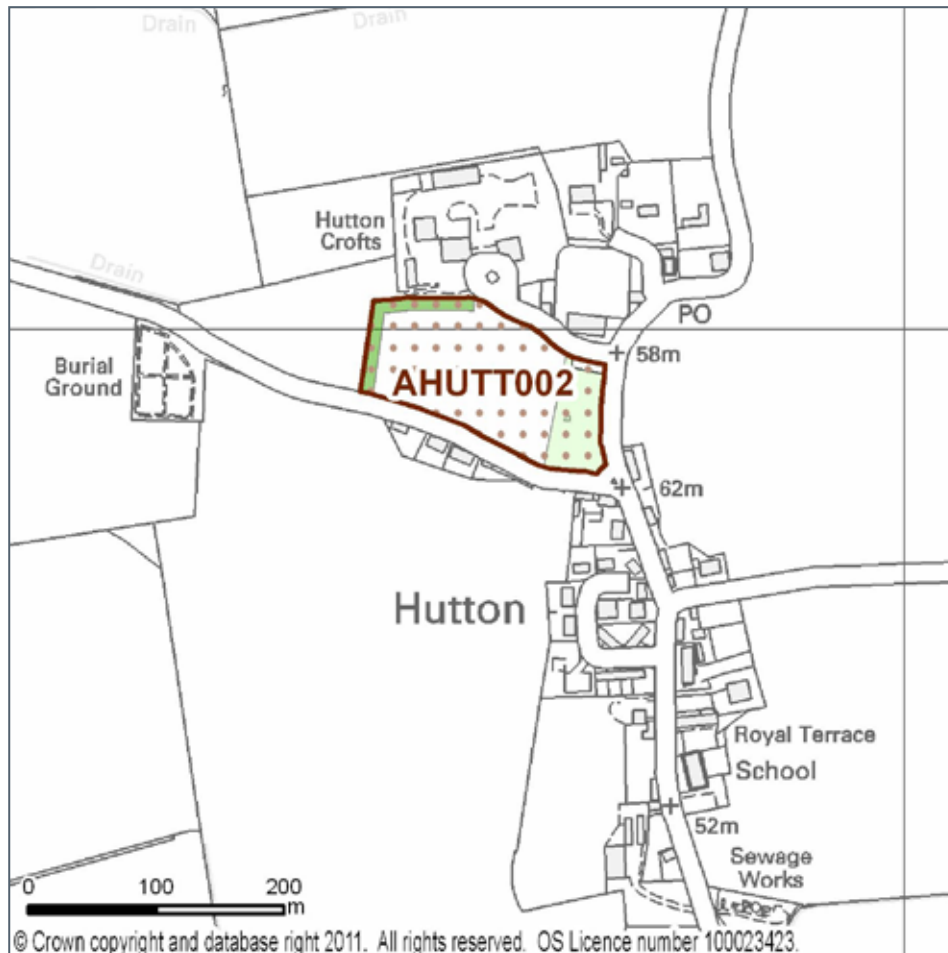 Drain
Drain
Hutton
Crofts
Drain
PO
58m
Burial
Ground
AHUTT002
62m
Hutton
Royal Terrace
School
52m
Sewage
Works
0 100 200
m
© Crown copyright and database right 2011. All rights reserved. OS Licence number 100023423.